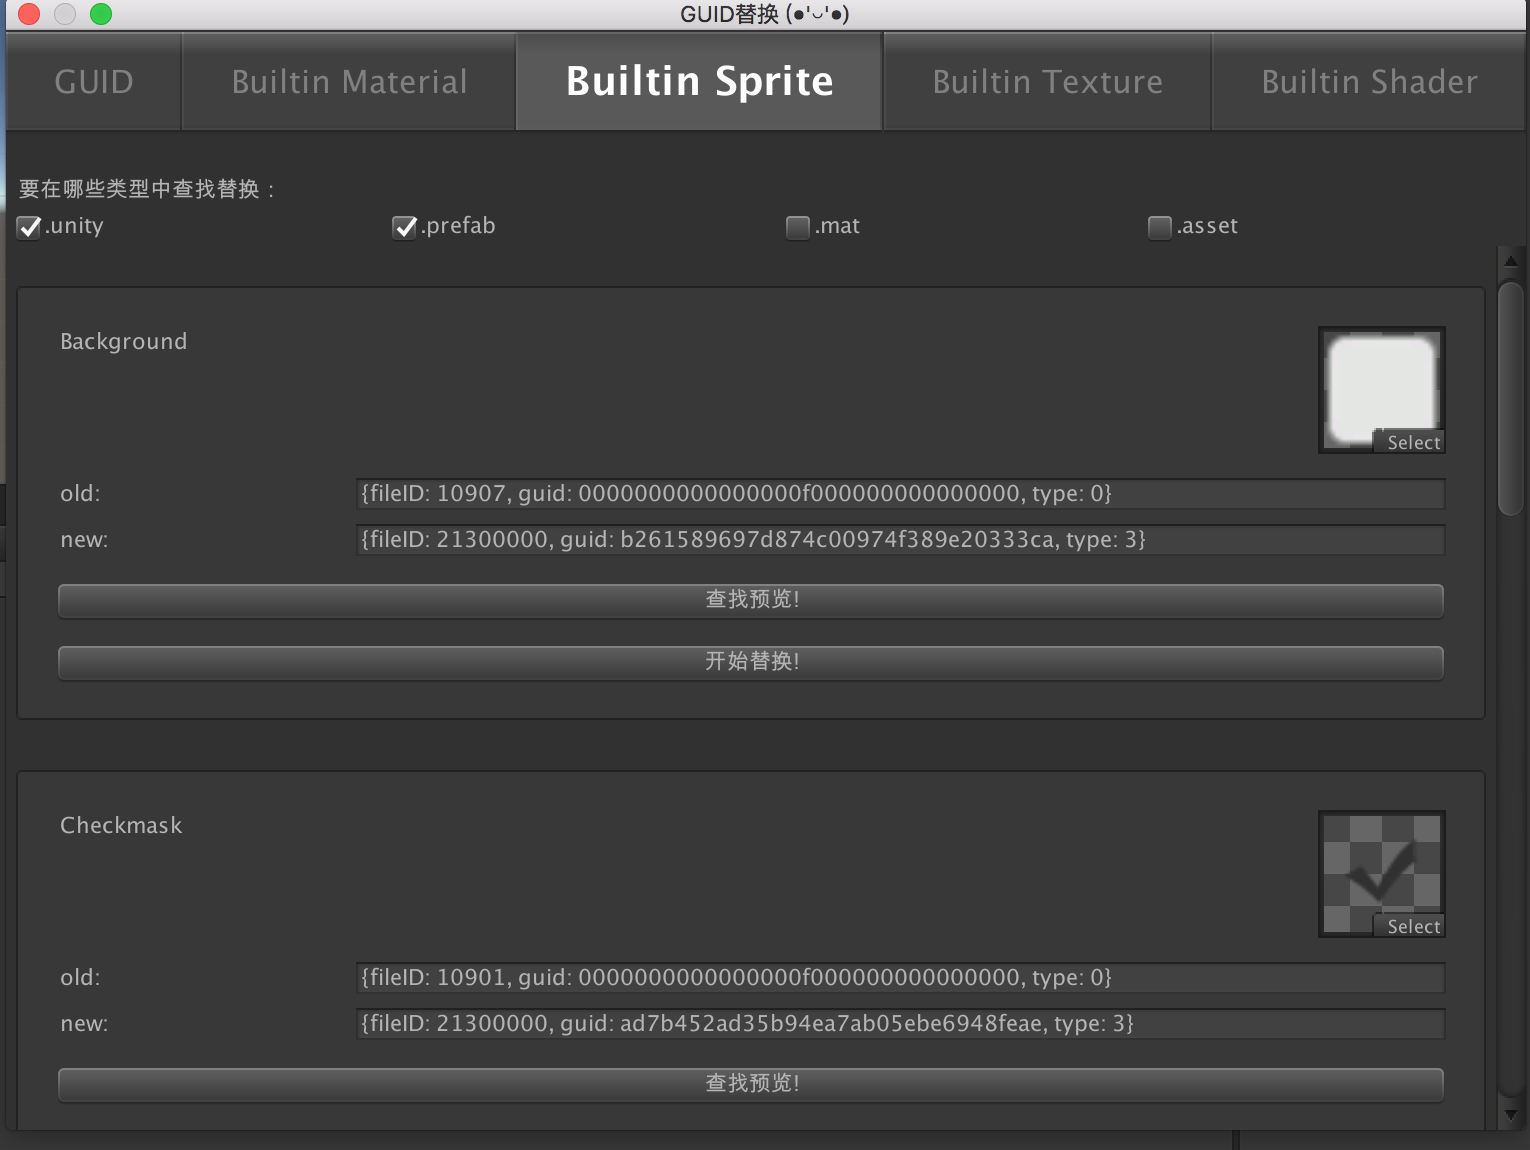 GUID替换 (●'◡'●)
GUID
Builtin Material
Builtin Sprite
Builtin Texture
Builtin Shader
要在哪些类型中查找替换：
.unity
.prefab
.mat
.asset
Background
Select
old:
{fileID: 10907, guid: 0000000000000000f000000000000000, type: 0}
new:
{fileID: 21300000, guid: b261589697d874c00974f389e20333ca, type: 3}
查找预览!
开始替换!
Checkmask
Select
old:
{fileID: 10901, guid: 0000000000000000f000000000000000, type: 0}
new:
{fileID: 21300000, guid: ad7b452ad35b94ea7ab05ebe6948feae, type: 3}
查找预览!